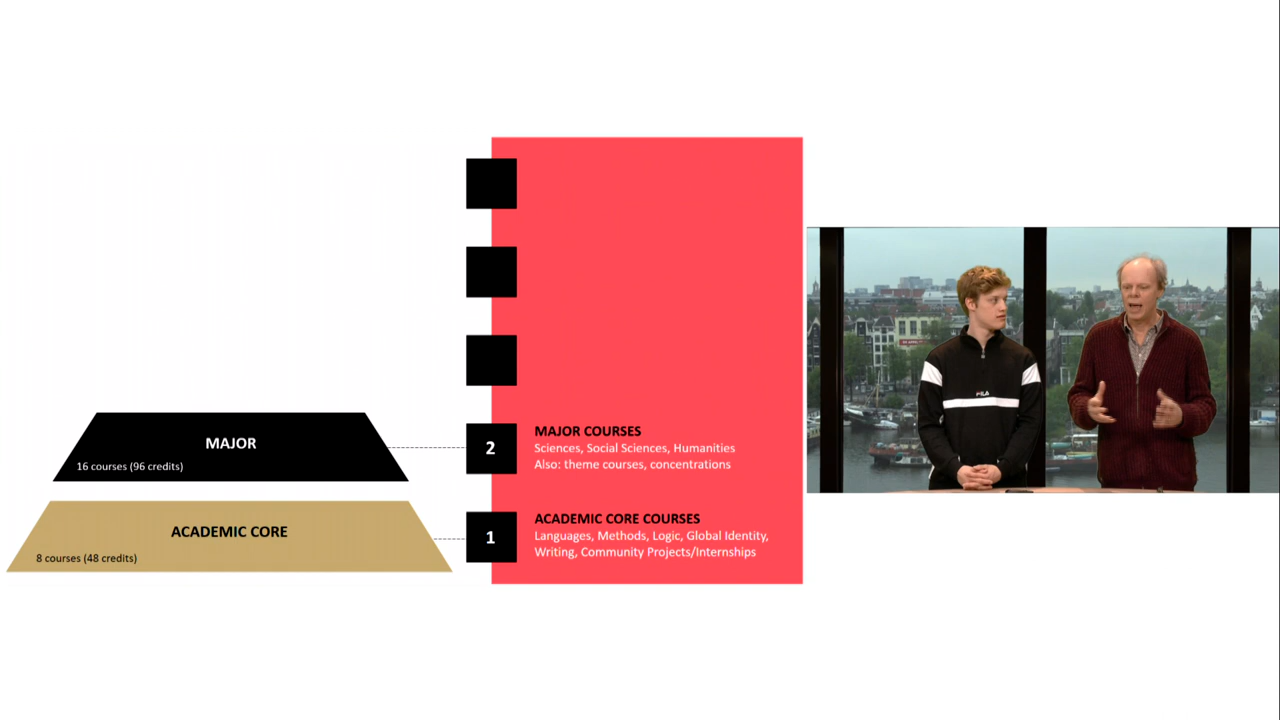 MAJOR
16 courses (96 credits)
ACADEMIC CORE
8 courses (48 credits)
2
MAJOR COURSES
Sciences, Social Sciences, Humanities
Also: theme courses, concentrations
1
ACADEMIC CORE COURSES
Languages, Methods, Logic, Global Identity,
Writing, Community Projects/Internships
FILA